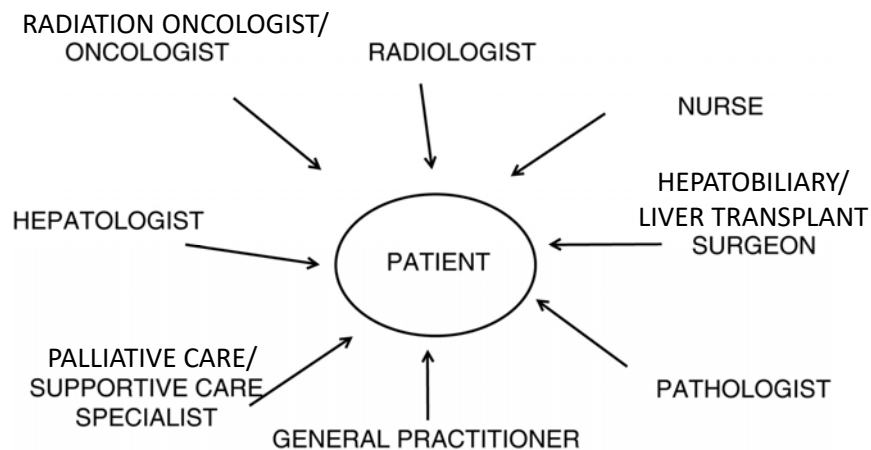 RADIATION ONCOLOGIST/
ONCOLOGIST
RADIOLOGIST
NURSE
HEPATOBILIARY/
LIVER TRANSPLANT
SURGEON
HEPATOLOGIST
PATIENT
PALLIATIVE CARE/
SUPPORTIVE CARE
SPECIALIST
PATHOLOGIST
GENERAL PRACTITIONER